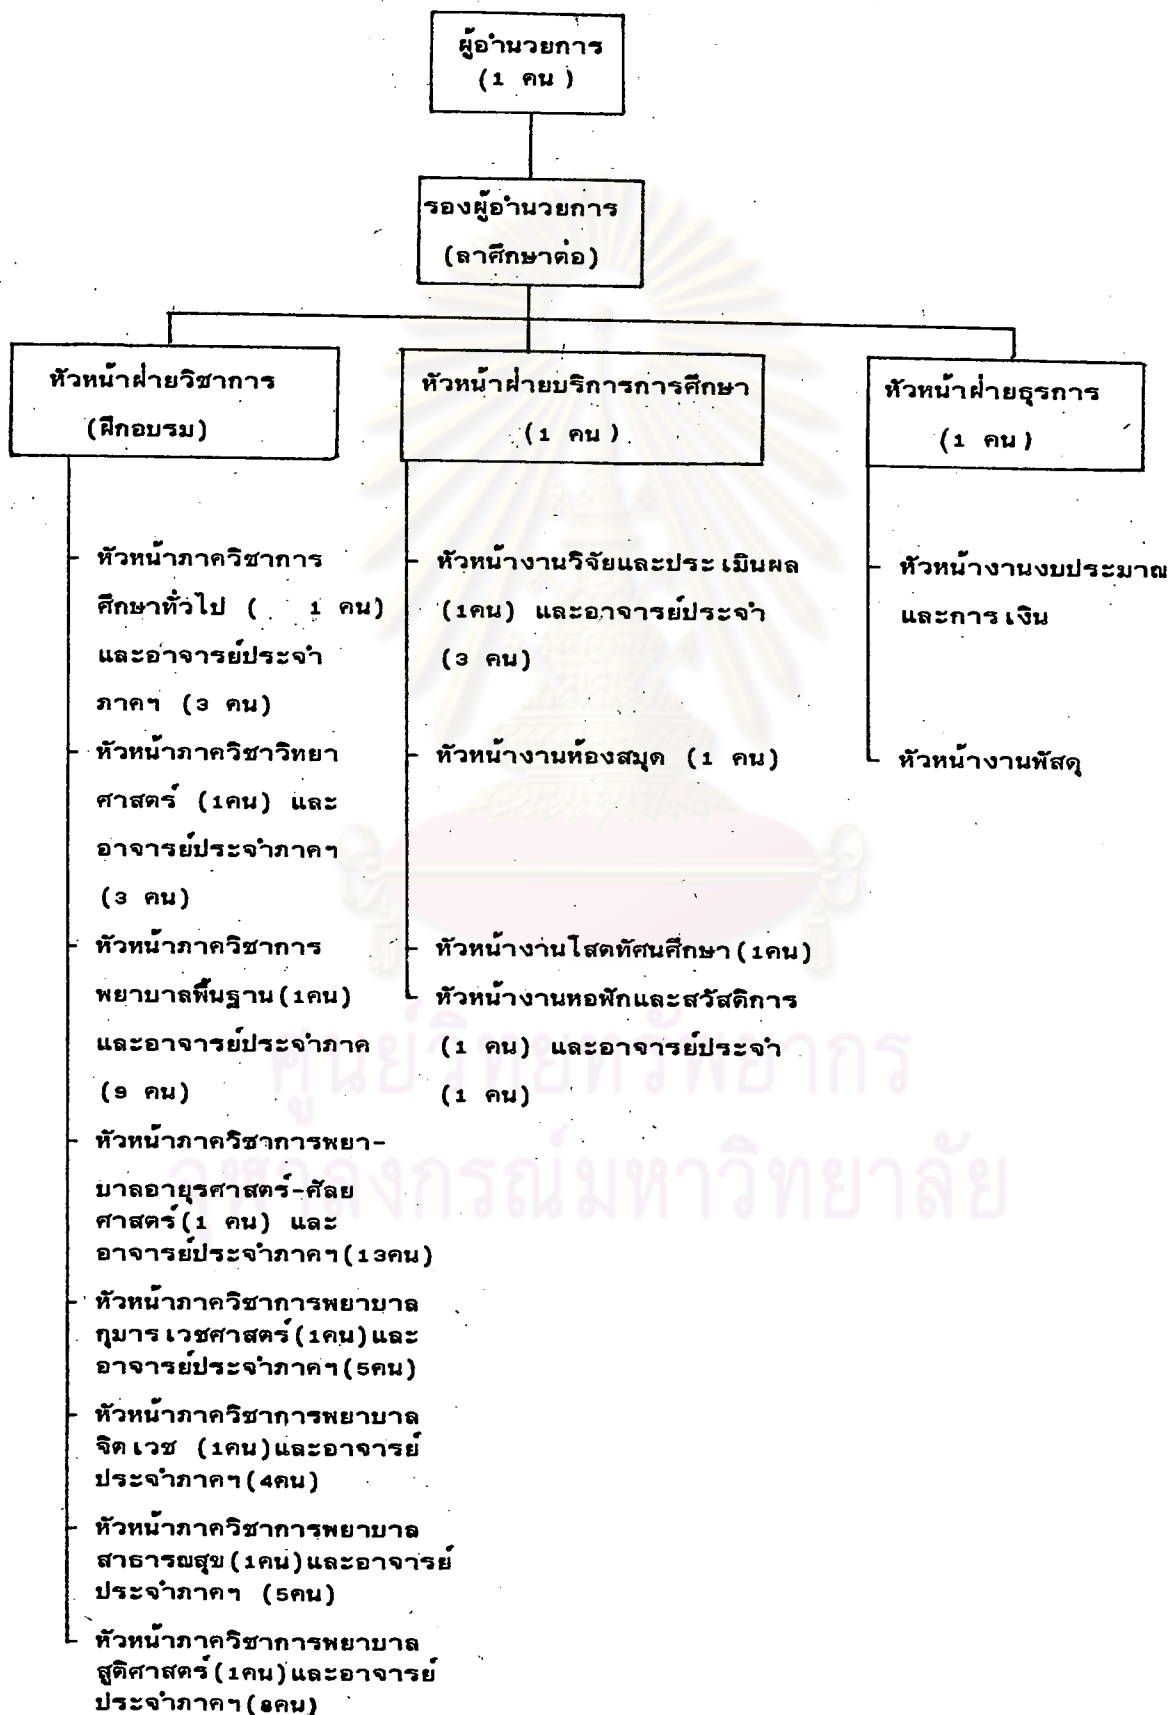 ผู้อำนวยการ
(1 คน)
รองผู้อำนวยการ
(ลาศึกษาต่อ)
หัวหน้าฝ่ายวิชาการ
(ฝึกอบรม)
หัวหน้าฝ่ายบริการการศึกษา
(1 คน)
หัวหน้าฝ่ายธุรการ
(1 คน)
- หัวหน้าภาควิชาการ
ศึกษาทั่วไป ( 1 คน)
และอาจารย์ประจำ
ภาคฯ (3 คน)
- หัวหน้าภาควิชาวิทยา
ศาสตร์ (1คน) และ
อาจารย์ประจำภาคฯ
(3 คน)
- หัวหน้าภาควิชาการ
พยาบาลพื้นฐาน(1คน)
และอาจารย์ประจำภาค
(9 คน)
- หัวหน้าภาควิชาการพยา-
บาลอายุรศาสตร์-ศัลย
ศาสตร์(1 คน) และ
อาจารย์ประจำภาคฯ(13คน)
- หัวหน้าภาควิชาการพยาบาล
กุมารเวชศาสตร์(1คน)และ
อาจารย์ประจำภาคฯ(5คน)
- หัวหน้าภาควิชาการพยาบาล
จิตเวช (1คน)และอาจารย์
ประจำภาคฯ(4คน)
- หัวหน้าภาควิชาการพยาบาล
สาธารณสุข(1คน)และอาจารย์
ประจำภาคฯ (5คน)
- หัวหน้าภาควิชาการพยาบาล
สูติศาสตร์(1คน)และอาจารย์
ประจำภาคฯ(8คน)
- หัวหน้างานวิจัยและประเมินผล
(1คน) และอาจารย์ประจำ
(3 คน)
- หัวหน้างานห้องสมุด (1 คน)
- หัวหน้างานโสตทัศนศึกษา(1คน)
- หัวหน้างานหอพักและสวัสดิการ
(1 คน) และอาจารย์ประจำ
(1 คน)
- หัวหน้างานงบประมาณ
และการเงิน
- หัวหน้างานพัสดุ
ศูนย์วิทยทรัพยากร
จุฬาลงกรณ์มหาวิทยาลัย